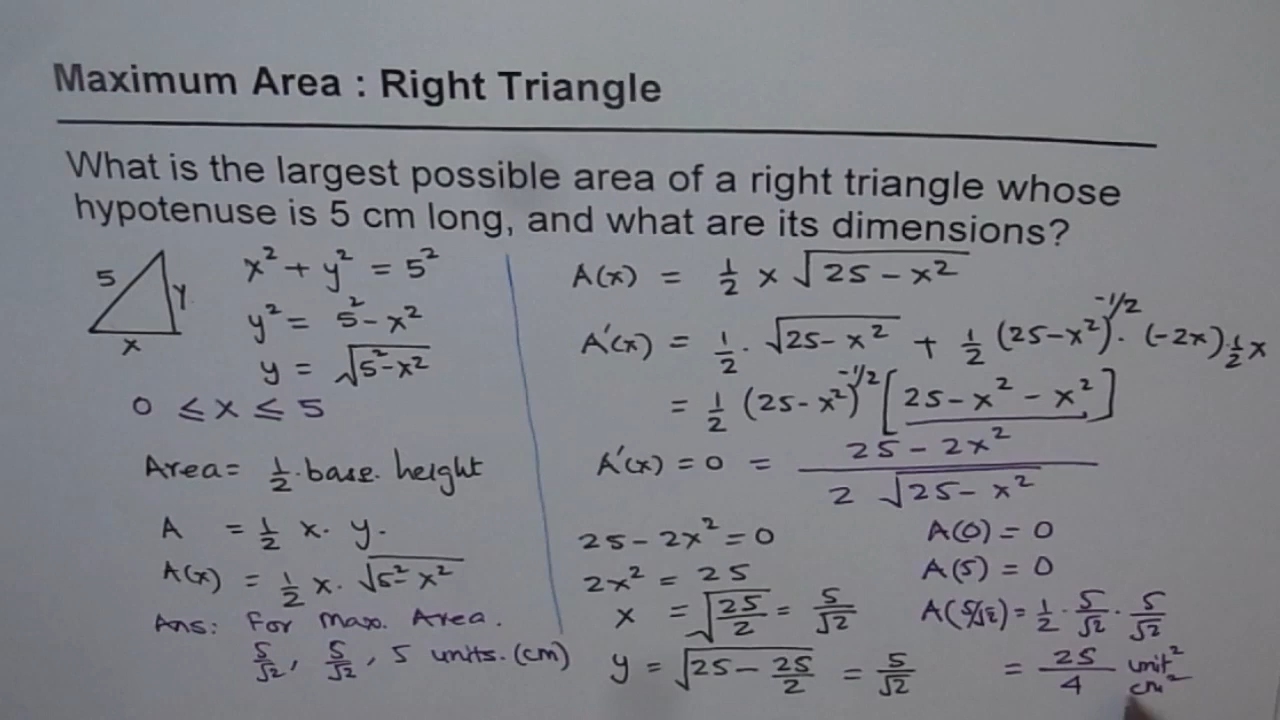 Maximum Area : Right Triangle
What is the largest possible area of a right triangle whose
hypotenuse is 5 cm long, and what are its dimensions?
5
y
x
x² + y² = 5²
y² = 5² - x²
y = √(5² - x²)
0 ≤ x ≤ 5
Area = 1/2 . base . height
A = 1/2 x . y .
A(x) = 1/2 x . √(5² - x²)
Ans: For Max. Area.
5/√2, 5/√2, 5 units. (cm)
A(x) = 1/2 x √(25 - x²)
A'(x) = 1/2 . √(25 - x²) + 1/2 (25 - x²)^(-1/2) . (-2x) 1/2 x
= 1/2 (25 - x²)^(-1/2) [25 - x² - x²]
A'(x) = 0 = (25 - 2x²) / (2 √(25 - x²))
25 - 2x² = 0
2x² = 25
x = √(25/2) = 5/√2
y = √(25 - 25/2) = 5/√2
A(0) = 0
A(5) = 0
A(5/√2) = 1/2 . 5/√2 . 5/√2
= 25/4 unit²
cm²